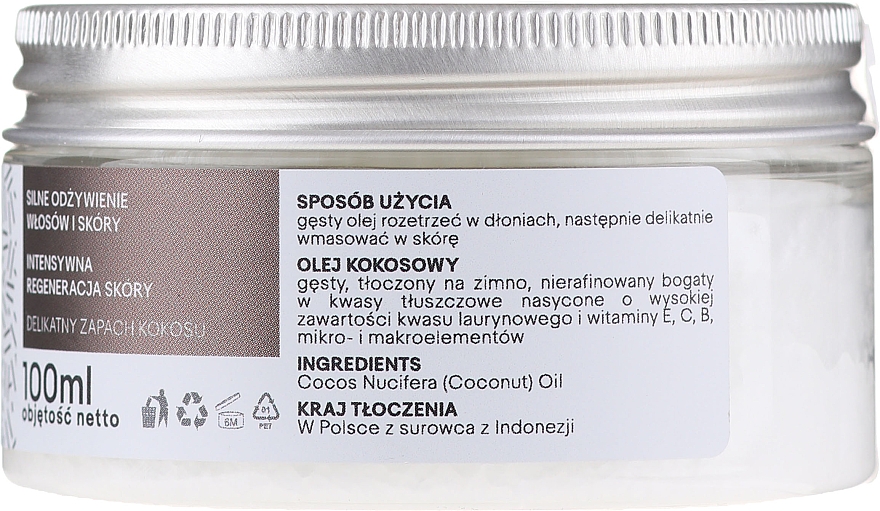 SILNE ODŻYWIENIE
WŁOSÓW I SKÓRY
INTENSYWNA
REGENERACJA SKÓRY
DELIKATNY ZAPACH KOKOSU
100ml
objętość netto
6M
01
PET
SPOSÓB UŻYCIA
gęsty olej rozetrzeć w dłoniach, następnie delikatnie
wmasować w skórę
OLEJ KOKOSOWY
gęsty, tłoczony na zimno, nierafinowany bogaty
w kwasy tłuszczowe nasycone o wysokiej
zawartości kwasu laurynowego i witaminy E, C, B,
mikro- i makroelementów
INGREDIENTS
Cocos Nucifera (Coconut) Oil
KRAJ TŁOCZENIA
W Polsce z surowca z Indonezji